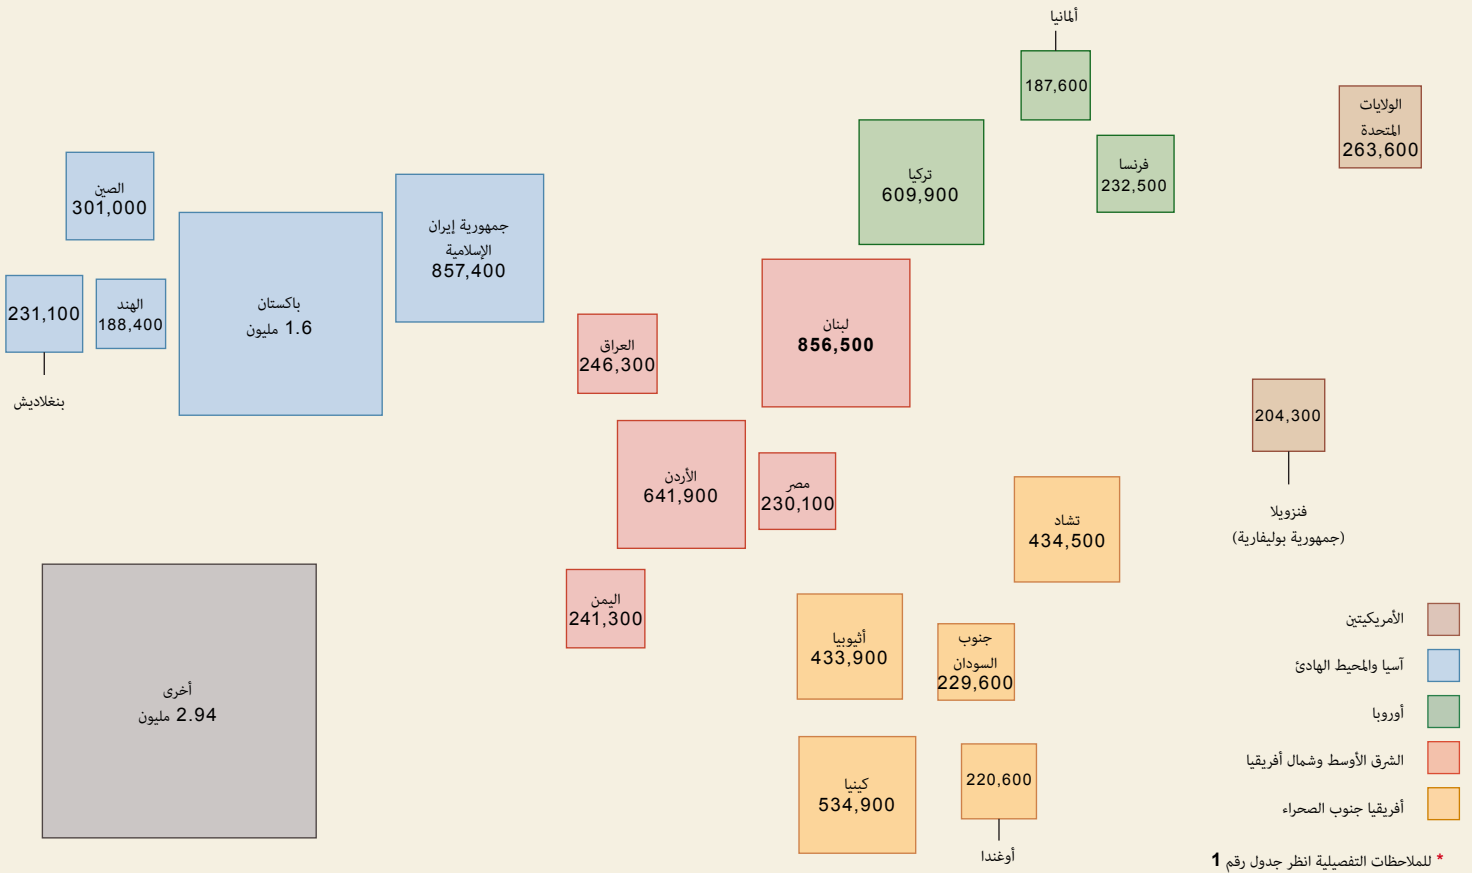 ألمانيا
187,600
الولايات
المتحدة
263,600
فرنسا
232,500
تركيا
609,900
الصين
301,000
جمهورية إيران
الإسلامية
857,400
باكستان
1.6 مليون
الهند
188,400
231,100
بنغلاديش
لبنان
856,500
العراق
246,300
الأردن
641,900
مصر
230,100
اليمن
241,300
204,300
فنزويلا
(جمهورية بوليفارية)
تشاد
434,500
أثيوبيا
433,900
جنوب
السودان
229,600
كينيا
534,900
220,600
أوغندا
أخرى
2.94 مليون
الأمريكيتين
آسيا والمحيط الهادئ
أوروبا
الشرق الأوسط وشمال أفريقيا
أفريقيا جنوب الصحراء
* للملاحظات التفصيلية انظر جدول رقم 1